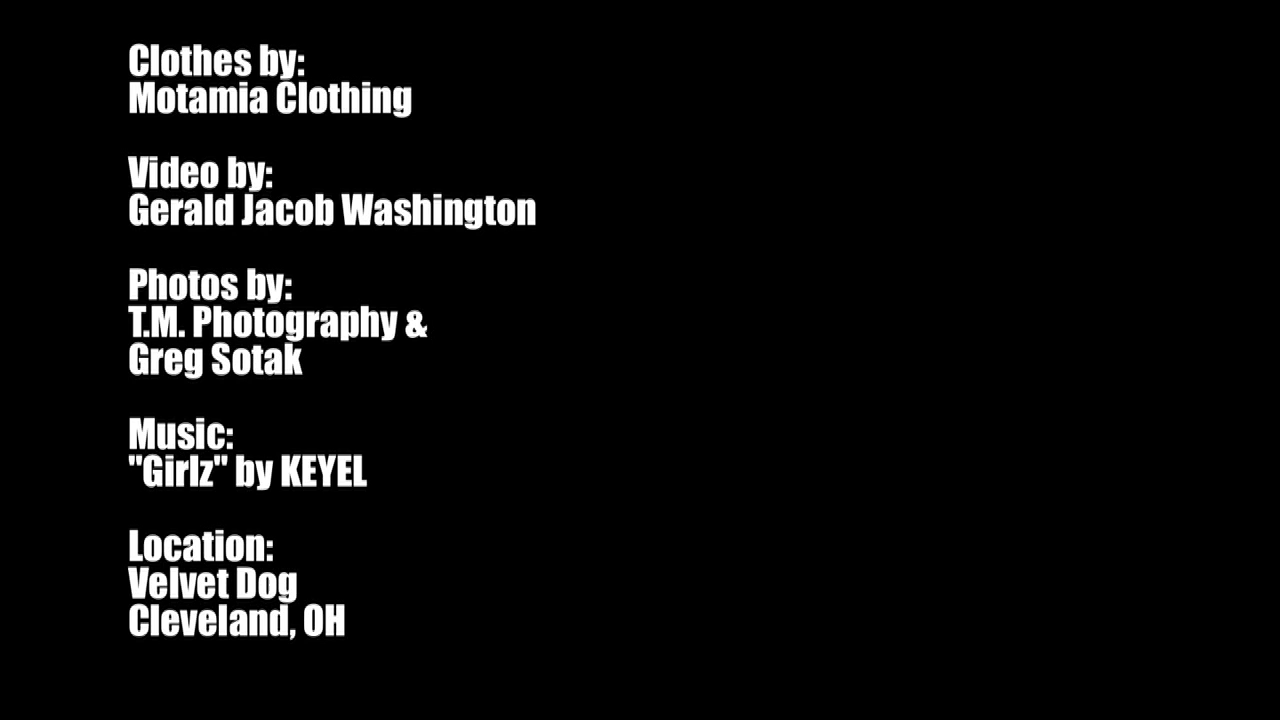 Clothes by:
Motamia Clothing
Video by:
Gerald Jacob Washington
Photos by:
T.M. Photography &
Greg Sotak
Music:
"Girlz" by KEYEL
Location:
Velvet Dog
Cleveland, OH